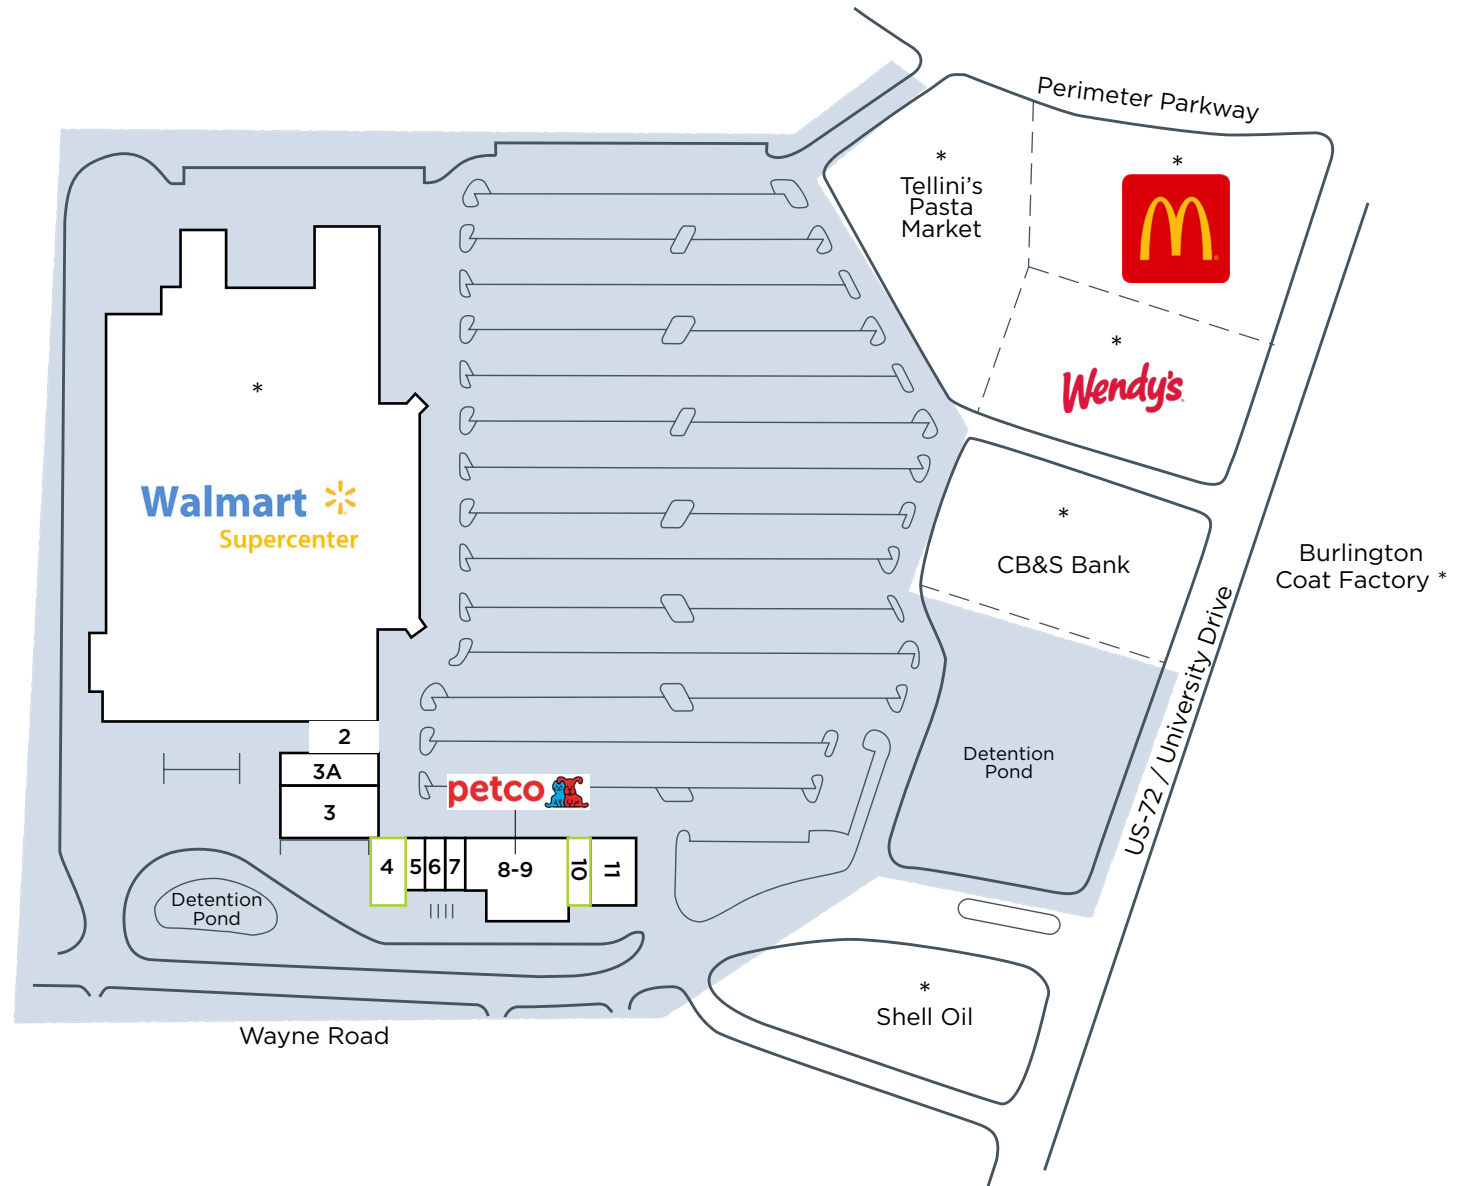 Perimeter Parkway
*
Tellini's
Pasta
Market
*
M
*
Wendy's
*
Walmart
Supercenter
*
CB&S Bank
Burlington
Coat Factory *
US-72 / University Drive
2
3A
3
petco
4
5
6
7
8-9
10
11
Detention
Pond
Detention
Pond
*
Shell Oil
Wayne Road